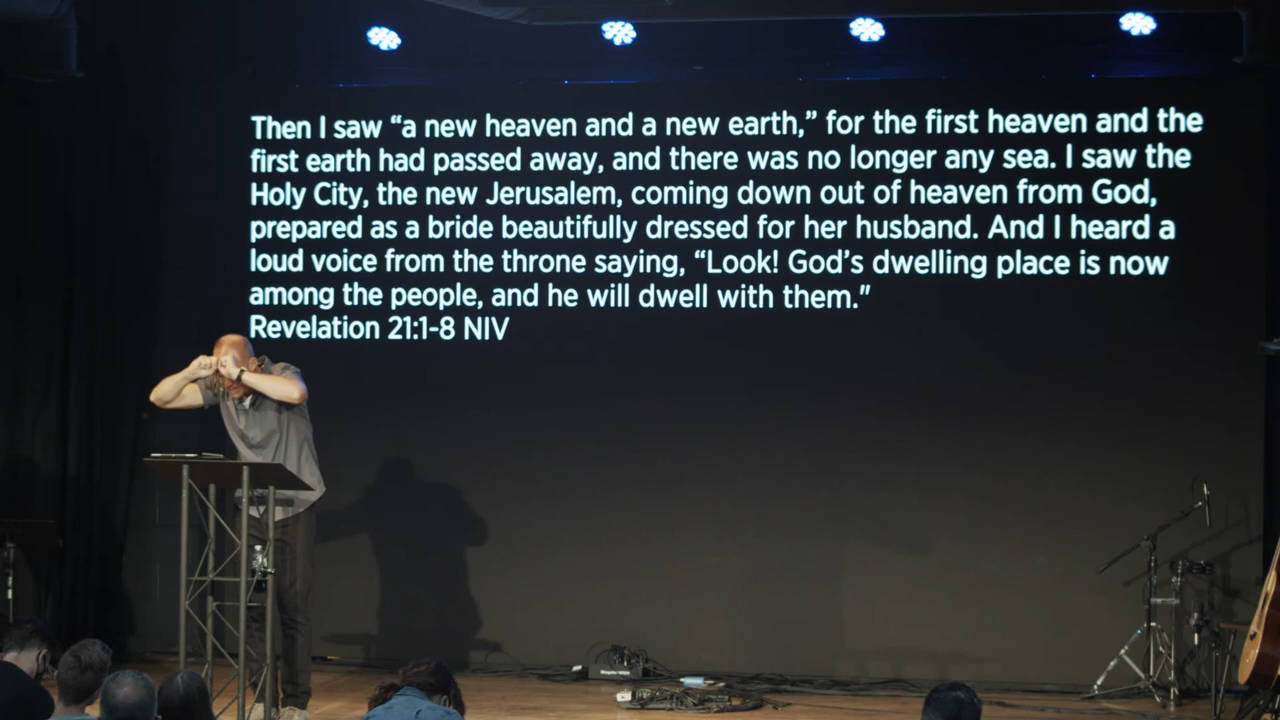 Then I saw “a new heaven and a new earth,” for the first heaven and the
first earth had passed away, and there was no longer any sea. I saw the
Holy City, the new Jerusalem, coming down out of heaven from God,
prepared as a bride beautifully dressed for her husband. And I heard a
loud voice from the throne saying, “Look! God’s dwelling place is now
among the people, and he will dwell with them."
Revelation 21:1-8 NIV